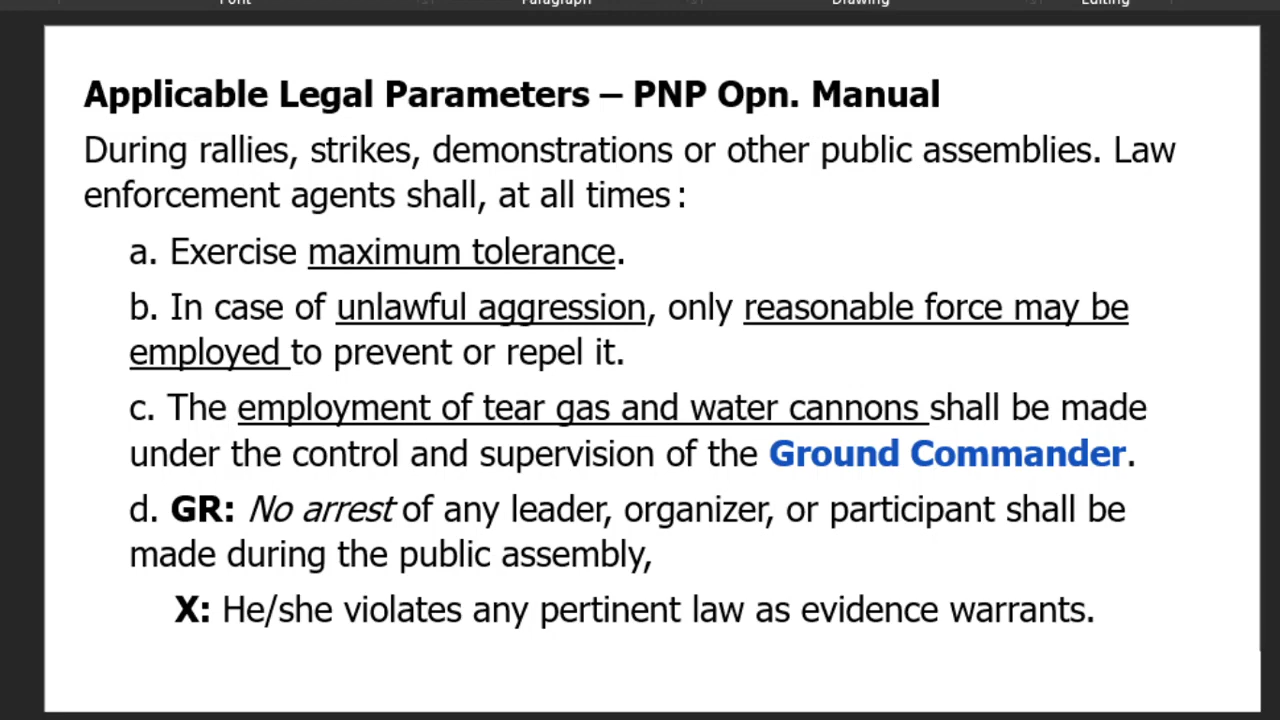 Font Paragraph Drawing Editing
Applicable Legal Parameters – PNP Opn. Manual
During rallies, strikes, demonstrations or other public assemblies. Law
enforcement agents shall, at all times :
a. Exercise maximum tolerance.
b. In case of unlawful aggression, only reasonable force may be
employed to prevent or repel it.
c. The employment of tear gas and water cannons shall be made
under the control and supervision of the Ground Commander.
d. GR: No arrest of any leader, organizer, or participant shall be
made during the public assembly,
X: He/she violates any pertinent law as evidence warrants.